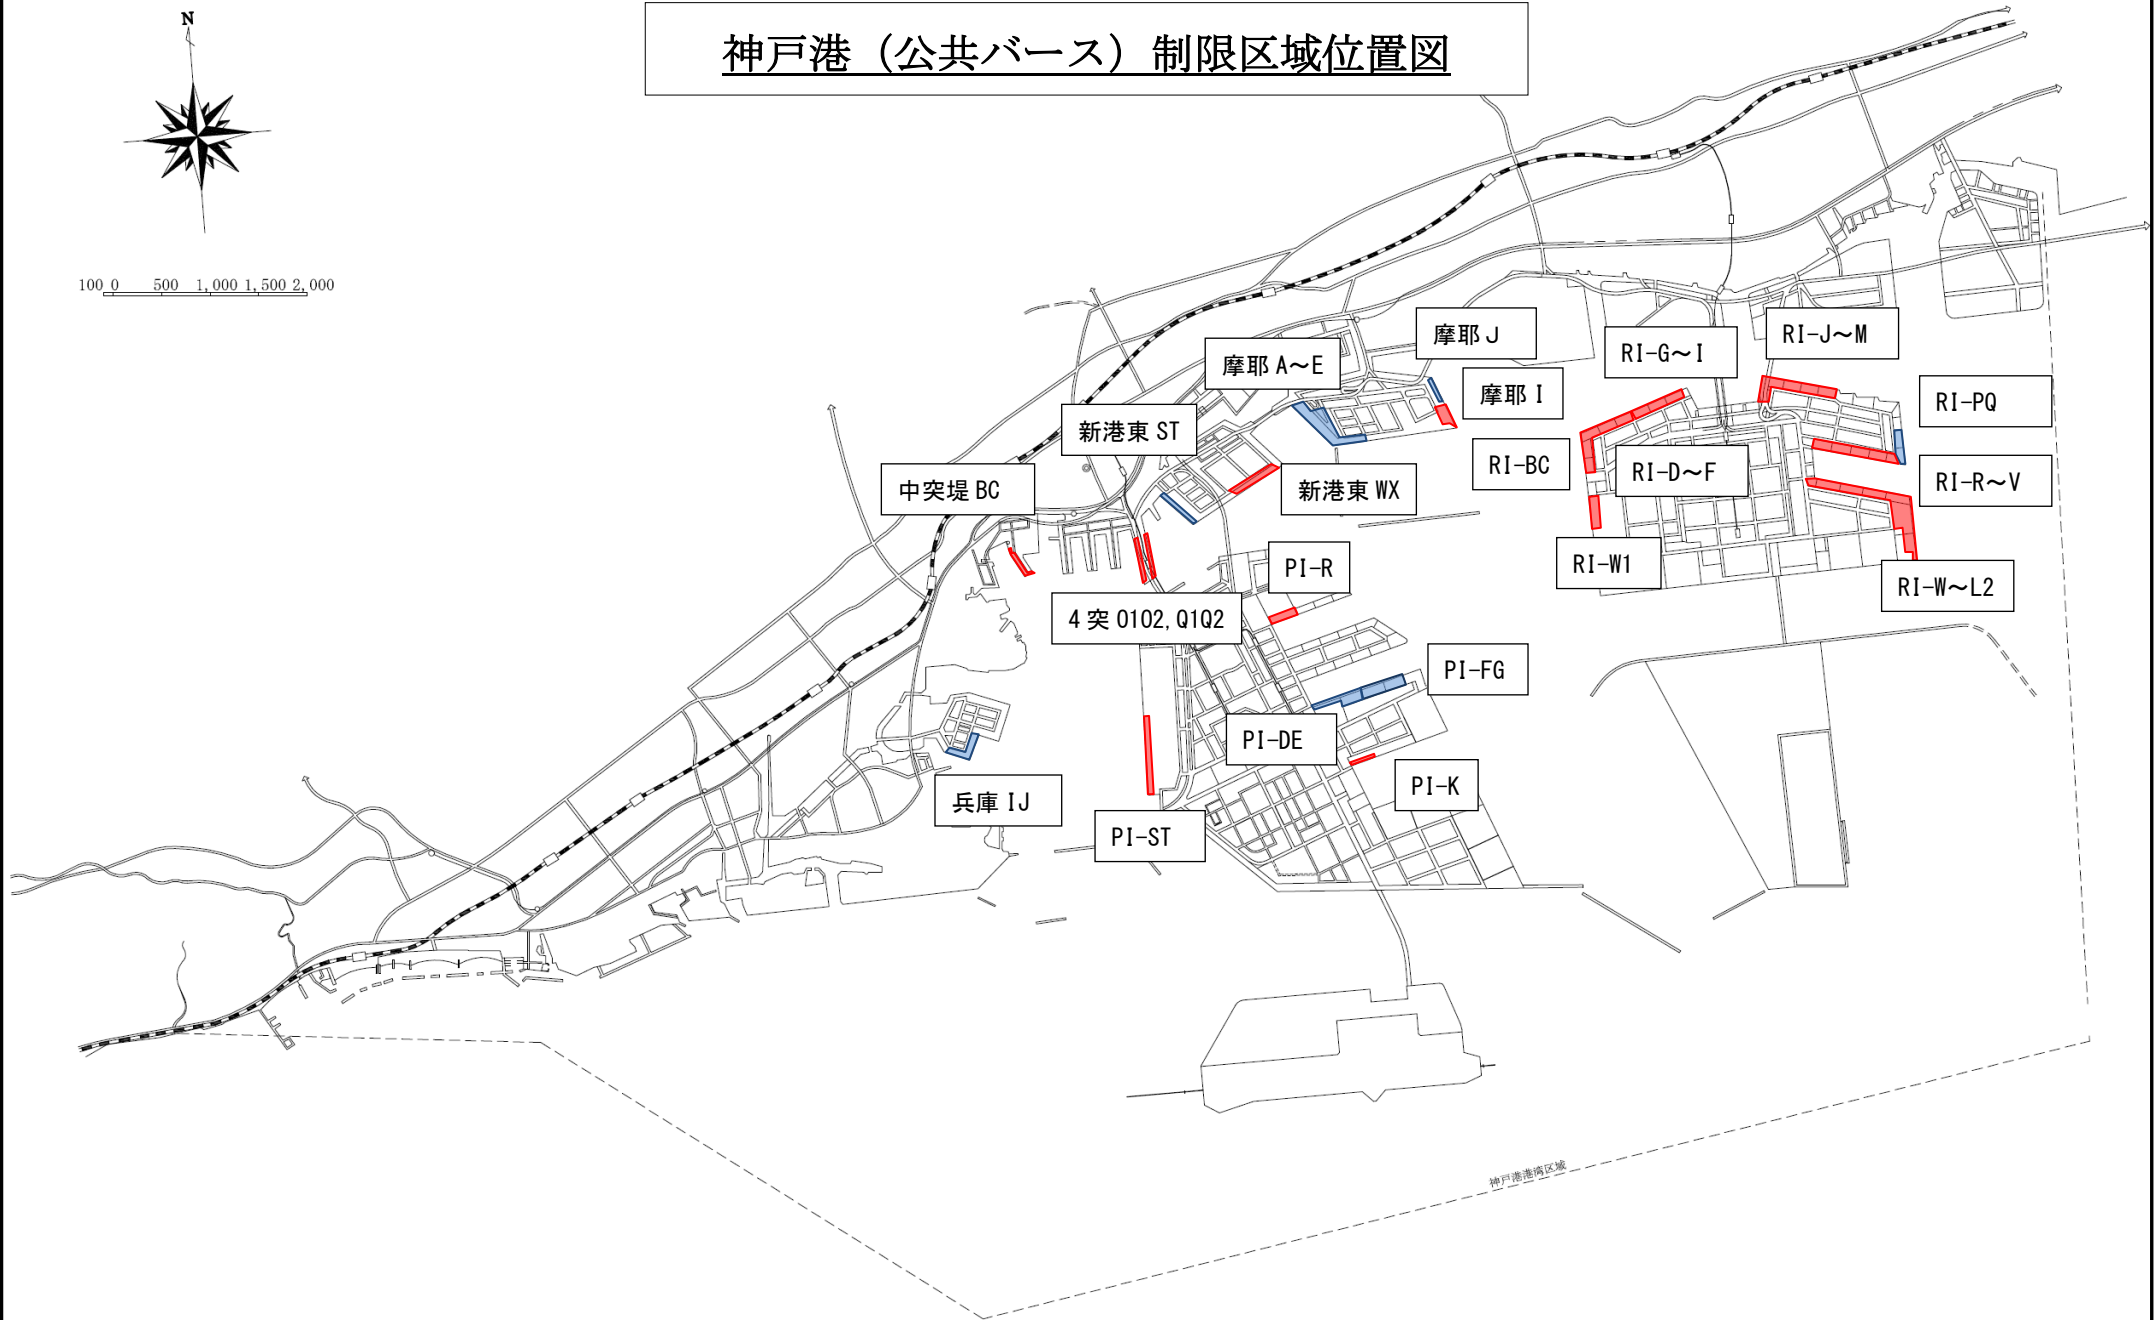 神戸港（公共バース）制限区域位置図
N
100 0 500 1,000 1,500 2,000
摩耶 J
RI-G～I
RI-J～M
摩耶 A～E
摩耶 I
RI-PQ
新港東 ST
RI-BC
RI-D～F
中突堤 BC
新港東 WX
RI-R～V
PI-R
RI-W1
RI-W～L2
4 突 O1O2, Q1Q2
PI-FG
PI-DE
兵庫 IJ
PI-K
PI-ST
神戸港港湾区域